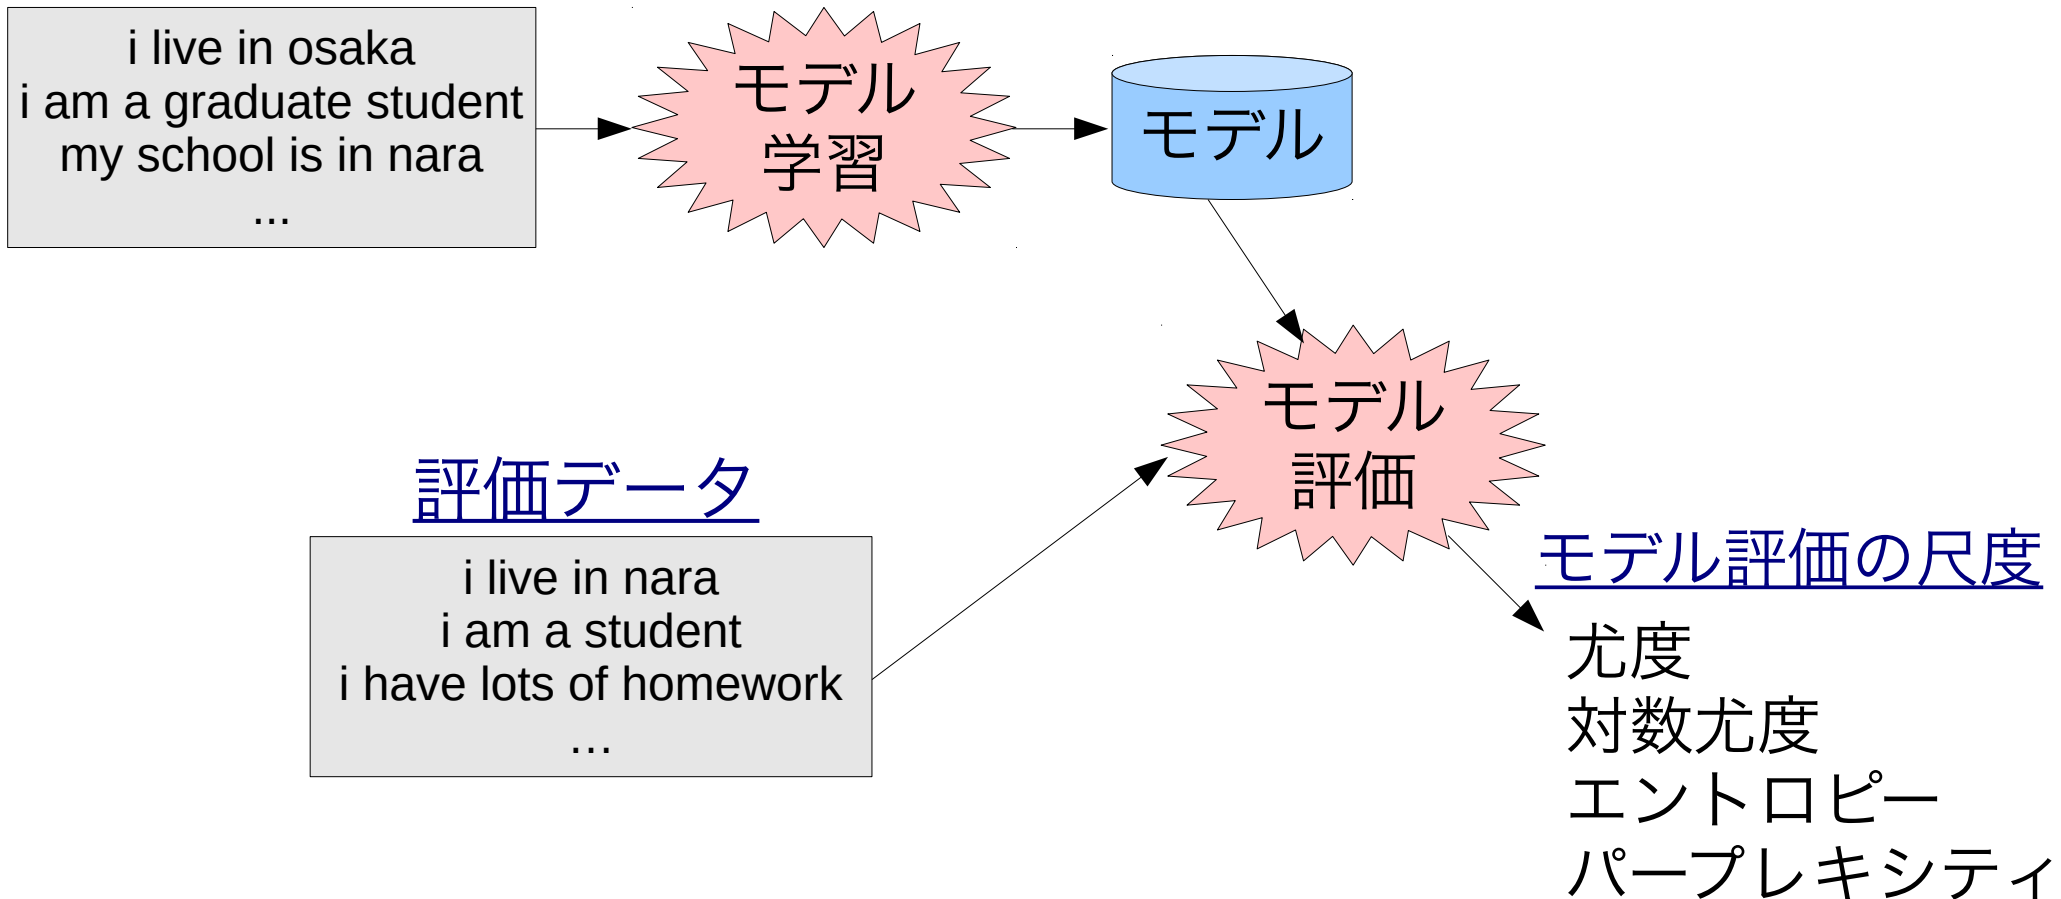 i live in osaka
i am a graduate student
my school is in nara
...
モデル
学習
モデル
モデル
評価
評価データ
i live in nara
i am a student
i have lots of homework
…
モデル評価の尺度
尤度
対数尤度
エントロピー
パープレキシティ